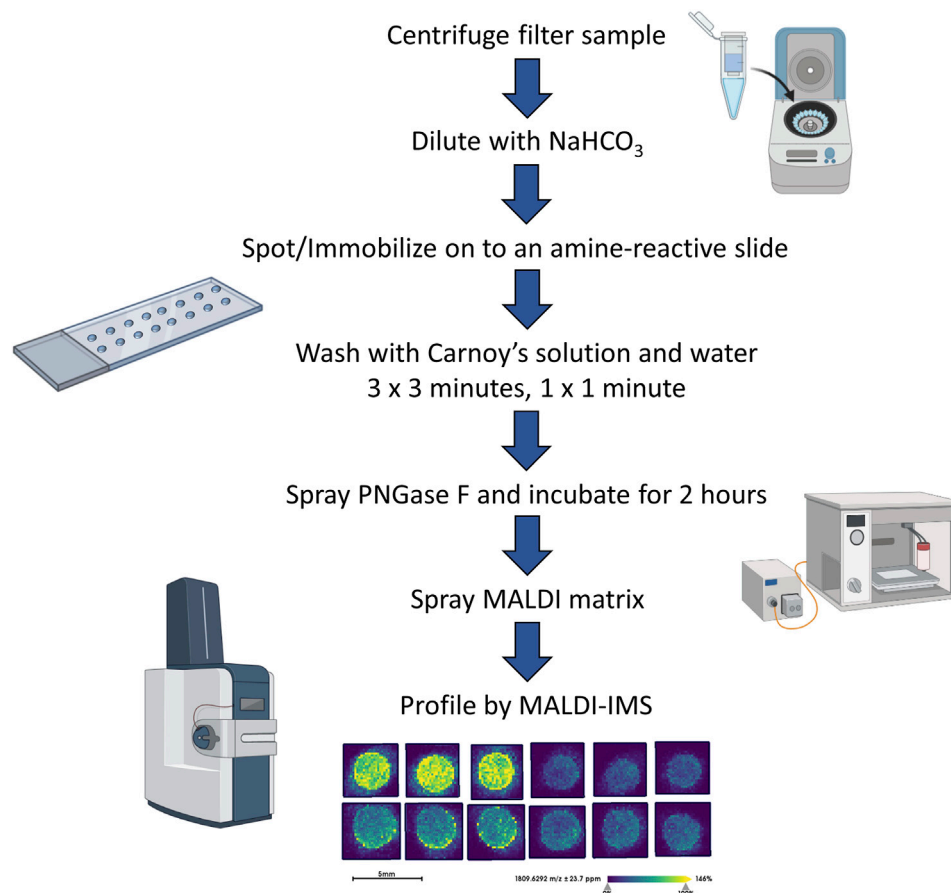 Centrifuge filter sample
Dilute with NaHCO₃
Spot/Immobilize on to an amine-reactive slide
Wash with Carnoy’s solution and water
3 x 3 minutes, 1 x 1 minute
Spray PNGase F and incubate for 2 hours
Spray MALDI matrix
Profile by MALDI-IMS
5mm
1809.6292 m/z ± 23.7 ppm
146%
0%
100%